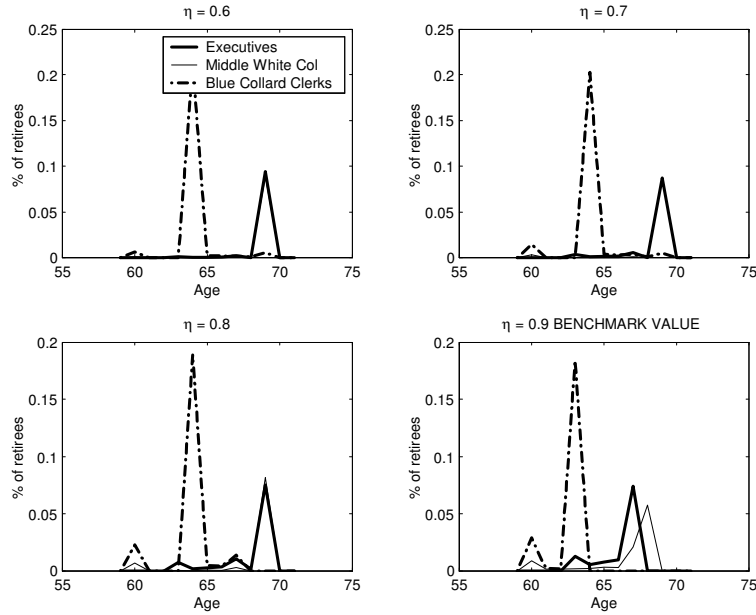 η = 0.6
0.25
0.2
0.15
0.1
0.05
0
% of retirees
55
60
65
70
75
Age
Executives
Middle White Col
Blue Collard Clerks
η = 0.7
0.25
0.2
0.15
0.1
0.05
0
% of retirees
55
60
65
70
75
Age
η = 0.8
0.2
0.15
0.1
0.05
0
% of retirees
55
60
65
70
75
Age
η = 0.9 BENCHMARK VALUE
0.2
0.15
0.1
0.05
0
% of retirees
55
60
65
70
75
Age